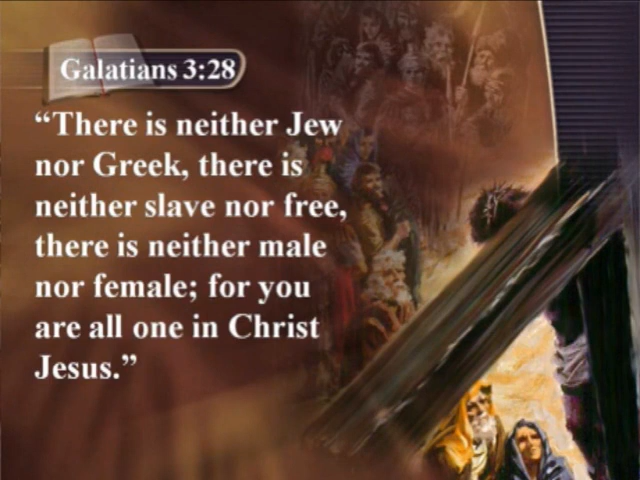 Galatians 3:28
“There is neither Jew
nor Greek, there is
neither slave nor free,
there is neither male
nor female; for you
are all one in Christ
Jesus.”